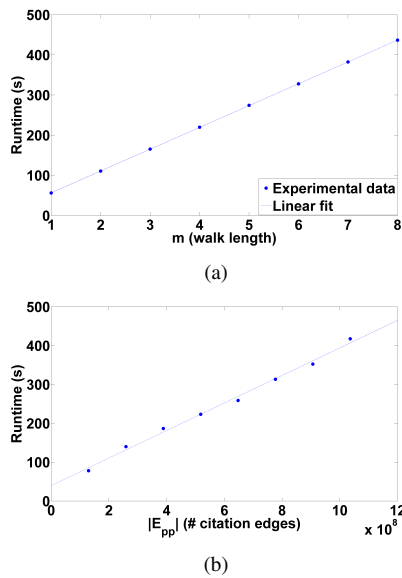 500
400
300
200
100
0
Runtime (s)
Experimental data
Linear fit
1 2 3 4 5 6 7 8
m (walk length)
(a)
500
400
300
200
100
0
Runtime (s)
0 2 4 6 8 10 12
|E_pp| (# citation edges)
x 10^8
(b)